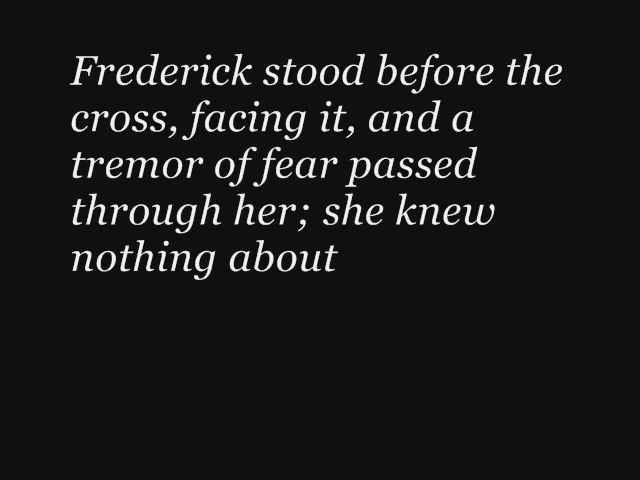 Frederick stood before the
cross, facing it, and a
tremor of fear passed
through her; she knew
nothing about